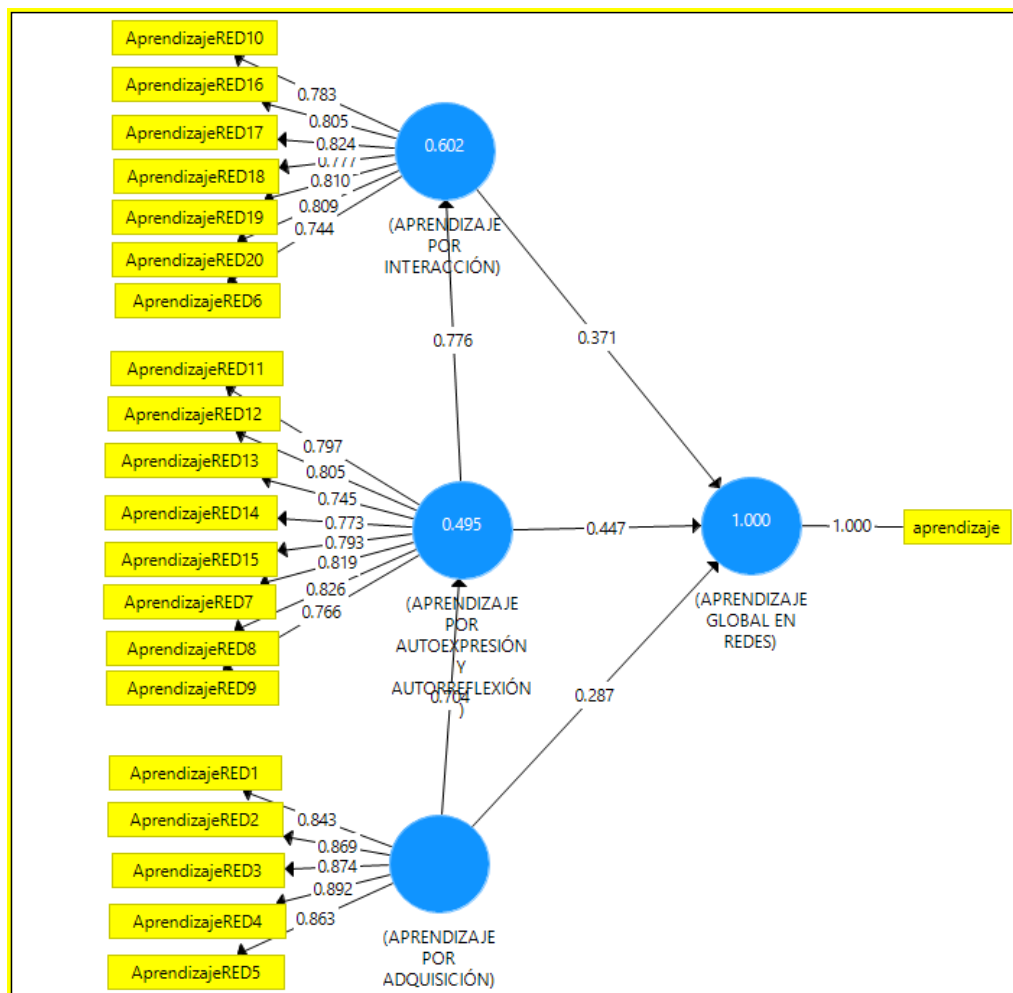 AprendizajeRED10
AprendizajeRED16
AprendizajeRED17
AprendizajeRED18
AprendizajeRED19
AprendizajeRED20
AprendizajeRED6
0.783
0.805
0.824
0.777
0.810
0.809
0.744
0.602
(APRENDIZAJE
POR
INTERACCIÓN)
0.776
0.371
AprendizajeRED11
AprendizajeRED12
AprendizajeRED13
AprendizajeRED14
AprendizajeRED15
AprendizajeRED7
AprendizajeRED8
AprendizajeRED9
0.797
0.805
0.745
0.773
0.793
0.819
0.826
0.766
0.495
(APRENDIZAJE
POR
AUTOEXPRESIÓN
Y
AUTORREFLEXIÓN
)
0.447
1.000
(APRENDIZAJE
GLOBAL EN
REDES)
1.000
aprendizaje
0.704
0.287
AprendizajeRED1
AprendizajeRED2
AprendizajeRED3
AprendizajeRED4
AprendizajeRED5
0.843
0.869
0.874
0.892
0.863
(APRENDIZAJE
POR
ADQUISICIÓN)